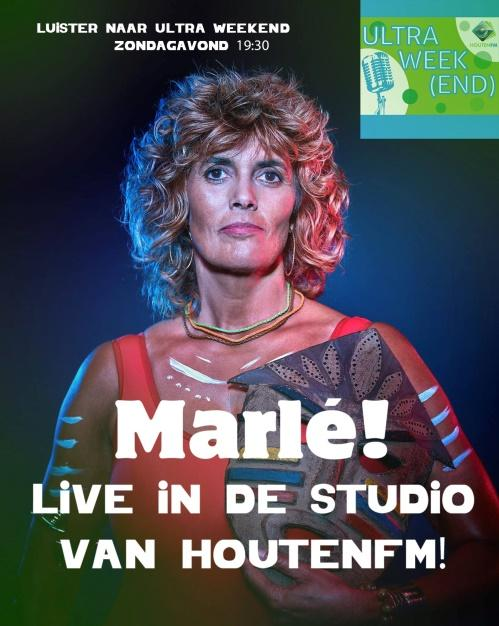 LUISTER NAAR ULTRA WEEKEND
ZONDAGAVOND 19:30
ULTRA
WEEK
(END)
HOUTENFM
Marlé!
LiVE iN DE STUDiO
VAN HOUTENFM!